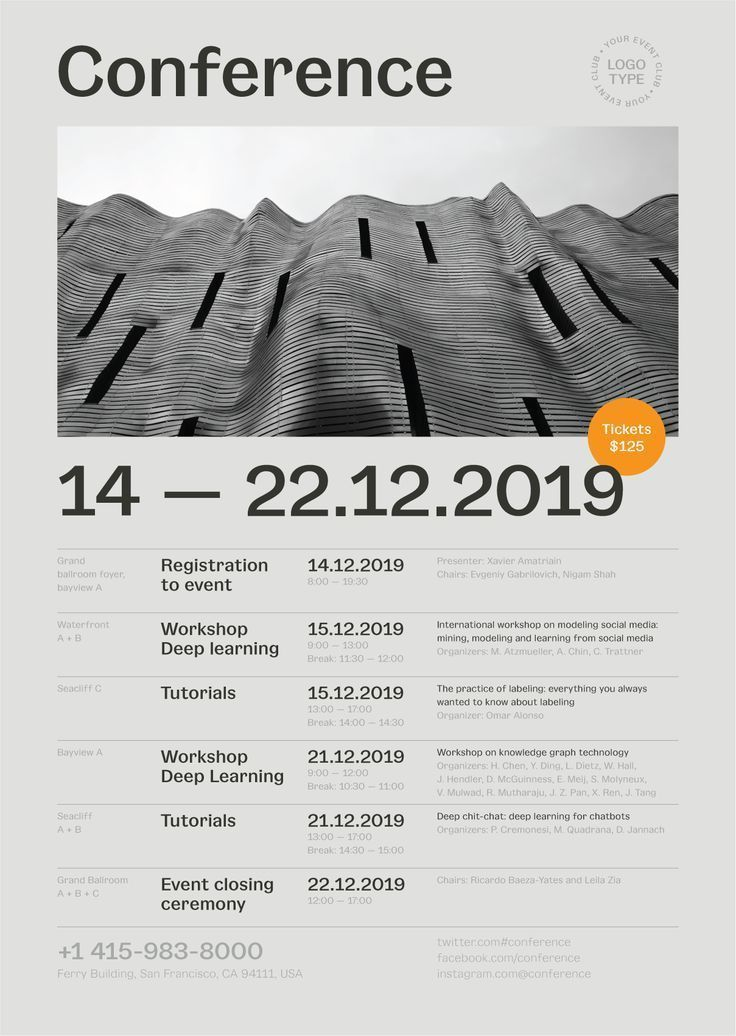 Conference
YOUR EVENT CLUB • YOUR EVENT CLUB •
LOGO
TYPE
Tickets
$125
14 — 22.12.2019
Grand
ballroom foyer,
bayview A
Registration
to event
14.12.2019
8:00 — 19:30
Presenter: Xavier Amatriain
Chairs: Evgeniy Gabrilovich, Nigam Shah
Waterfront
A + B
Workshop
Deep learning
15.12.2019
9:00 — 13:00
Break: 11:30 — 12:00
International workshop on modeling social media:
mining, modeling and learning from social media
Organizers: M. Atzmueller, A. Chin, C. Trattner
Seacliff C
Tutorials
15.12.2019
13:00 — 17:00
Break: 14:00 — 14:30
The practice of labeling: everything you always
wanted to know about labeling
Organizer: Omar Alonso
Bayview A
Workshop
Deep Learning
21.12.2019
9:00 — 12:00
Break: 10:30 — 11:00
Workshop on knowledge graph technology
Organizers: H. Chen, Y. Ding, L. Dietz, W. Hall,
J. Hendler, D. McGuinness, E. Meij, S. Molyneux,
V. Mulwad, R. Mutharaju, J. Z. Pan, X. Ren, J. Tang
Seacliff
A + B
Tutorials
21.12.2019
13:00 — 17:00
Break: 14:30 — 15:00
Deep chit-chat: deep learning for chatbots
Organizers: P. Cremonesi, M. Quadrana, D. Jannach
Grand Ballroom
A + B + C
Event closing
ceremony
22.12.2019
12:00 — 17:00
Chairs: Ricardo Baeza-Yates and Leila Zia
+1 415-983-8000
Ferry Building, San Francisco, CA 94111, USA
twitter.com#conference
facebook.com/conference
instagram.com@conference